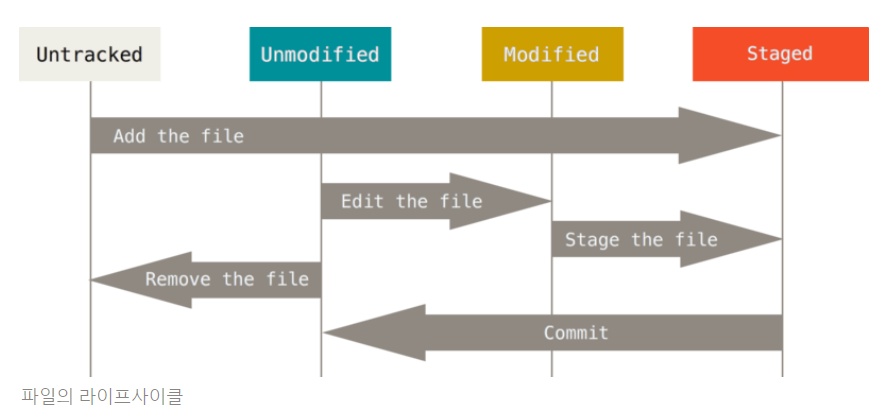 Untracked
Unmodified
Modified
Staged
Add the file
Edit the file
Stage the file
Remove the file
Commit
파일의 라이프사이클